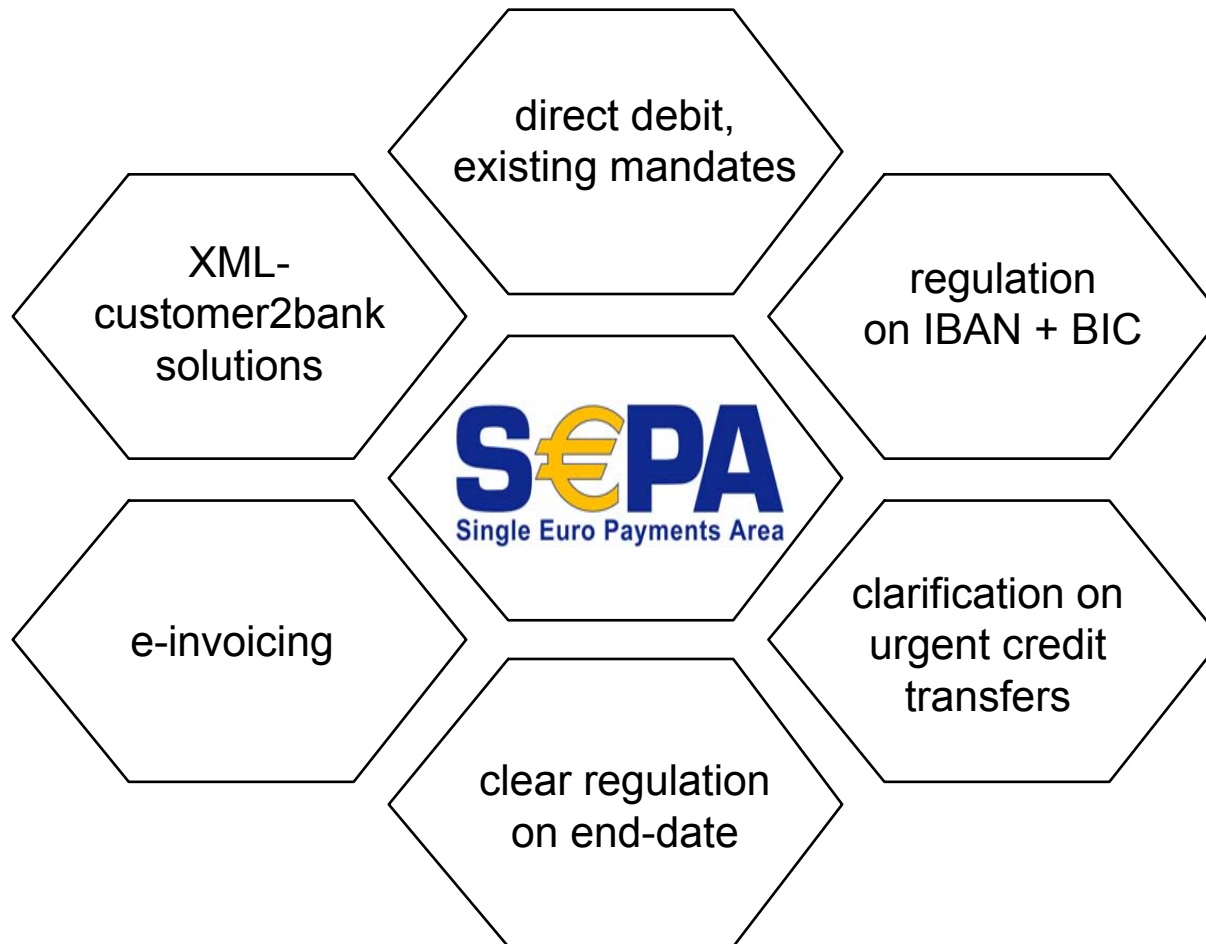 direct debit,
existing mandates
XML-
customer2bank
solutions
regulation
on IBAN + BIC
S€PA
Single Euro Payments Area
e-invoicing
clarification on
urgent credit
transfers
clear regulation
on end-date